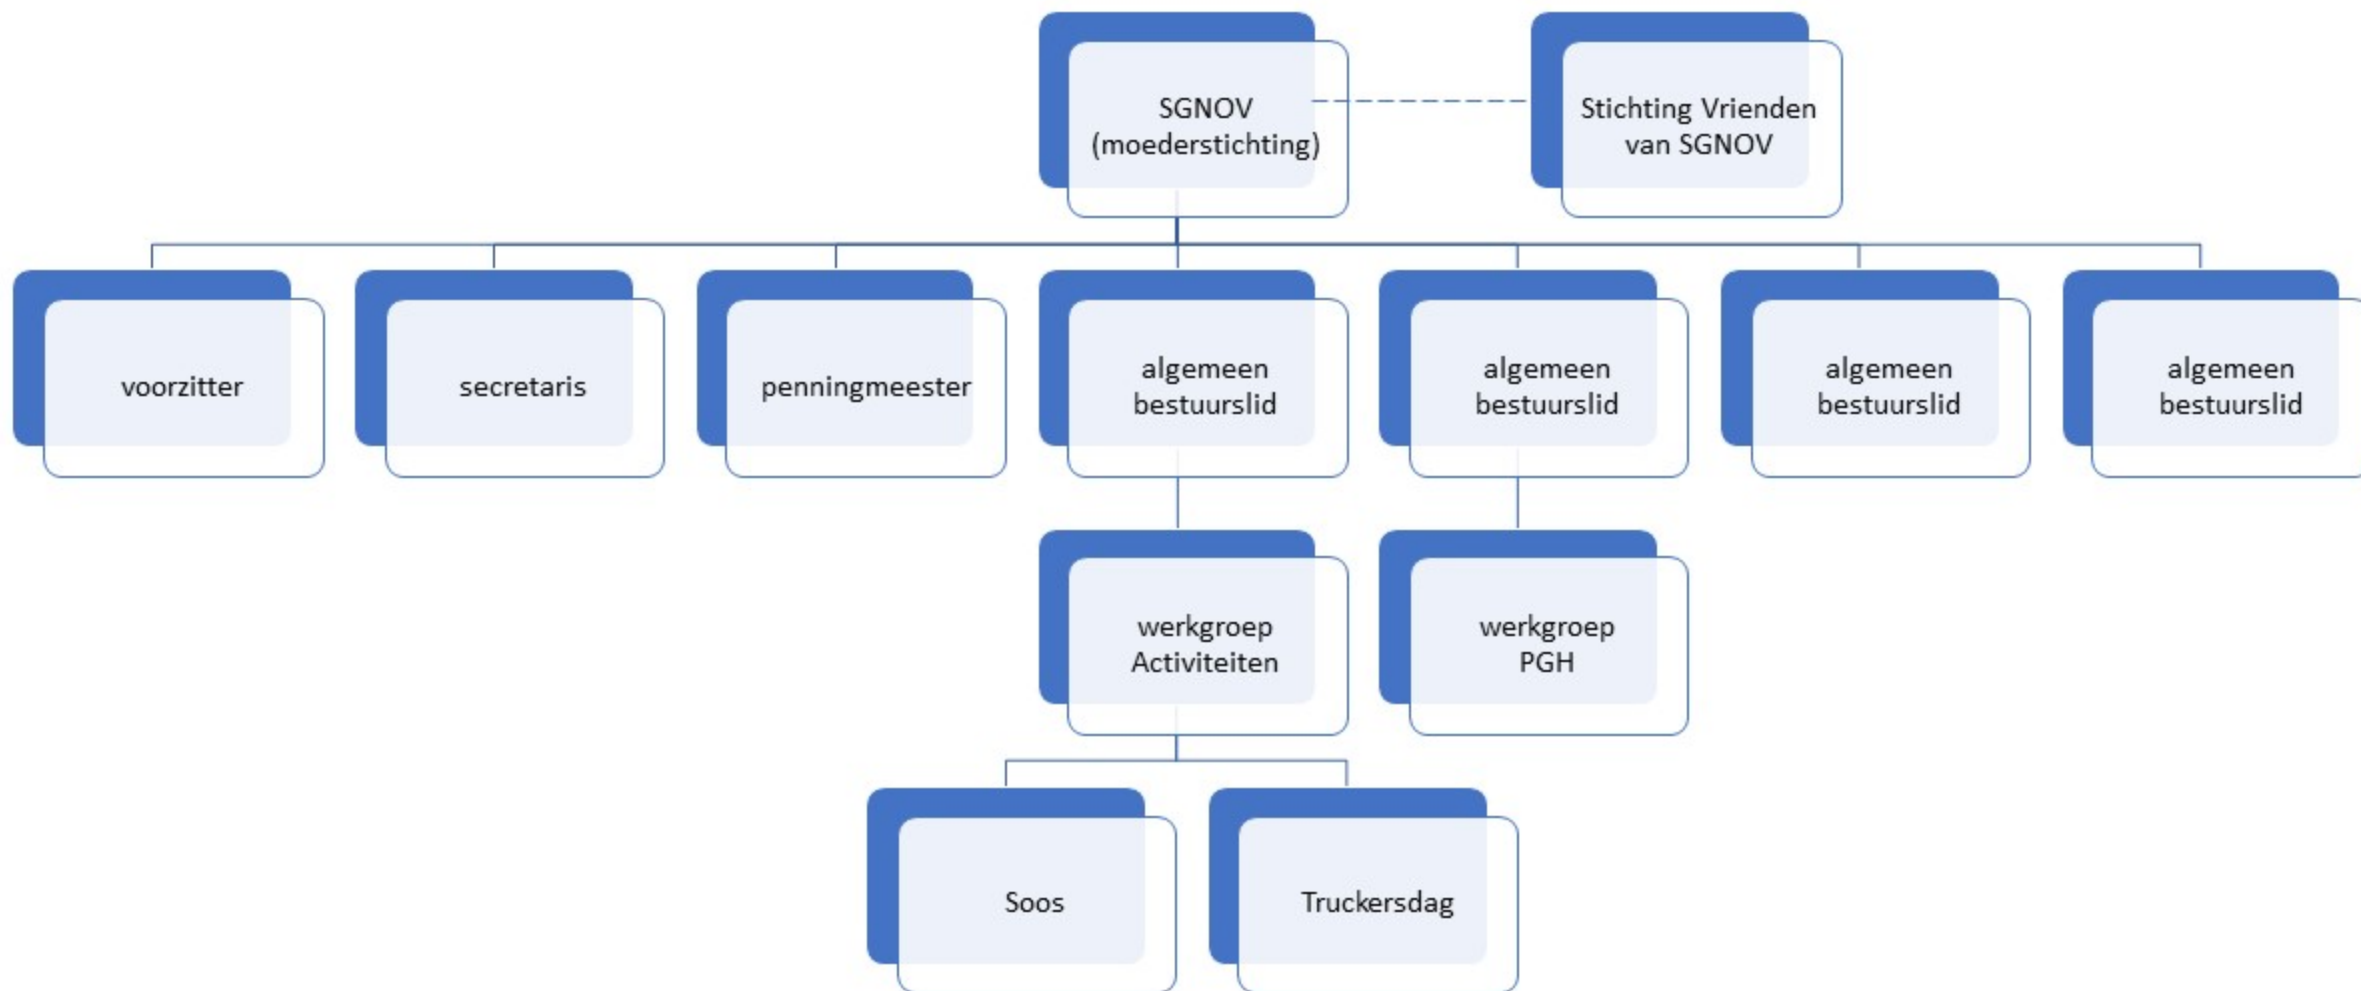 SGNOV
(moederstichting)
Stichting Vrienden
van SGNOV
voorzitter
secretaris
penningmeester
algemeen
bestuurslid
algemeen
bestuurslid
algemeen
bestuurslid
algemeen
bestuurslid
werkgroep
Activiteiten
werkgroep
PGH
Soos
Truckersdag